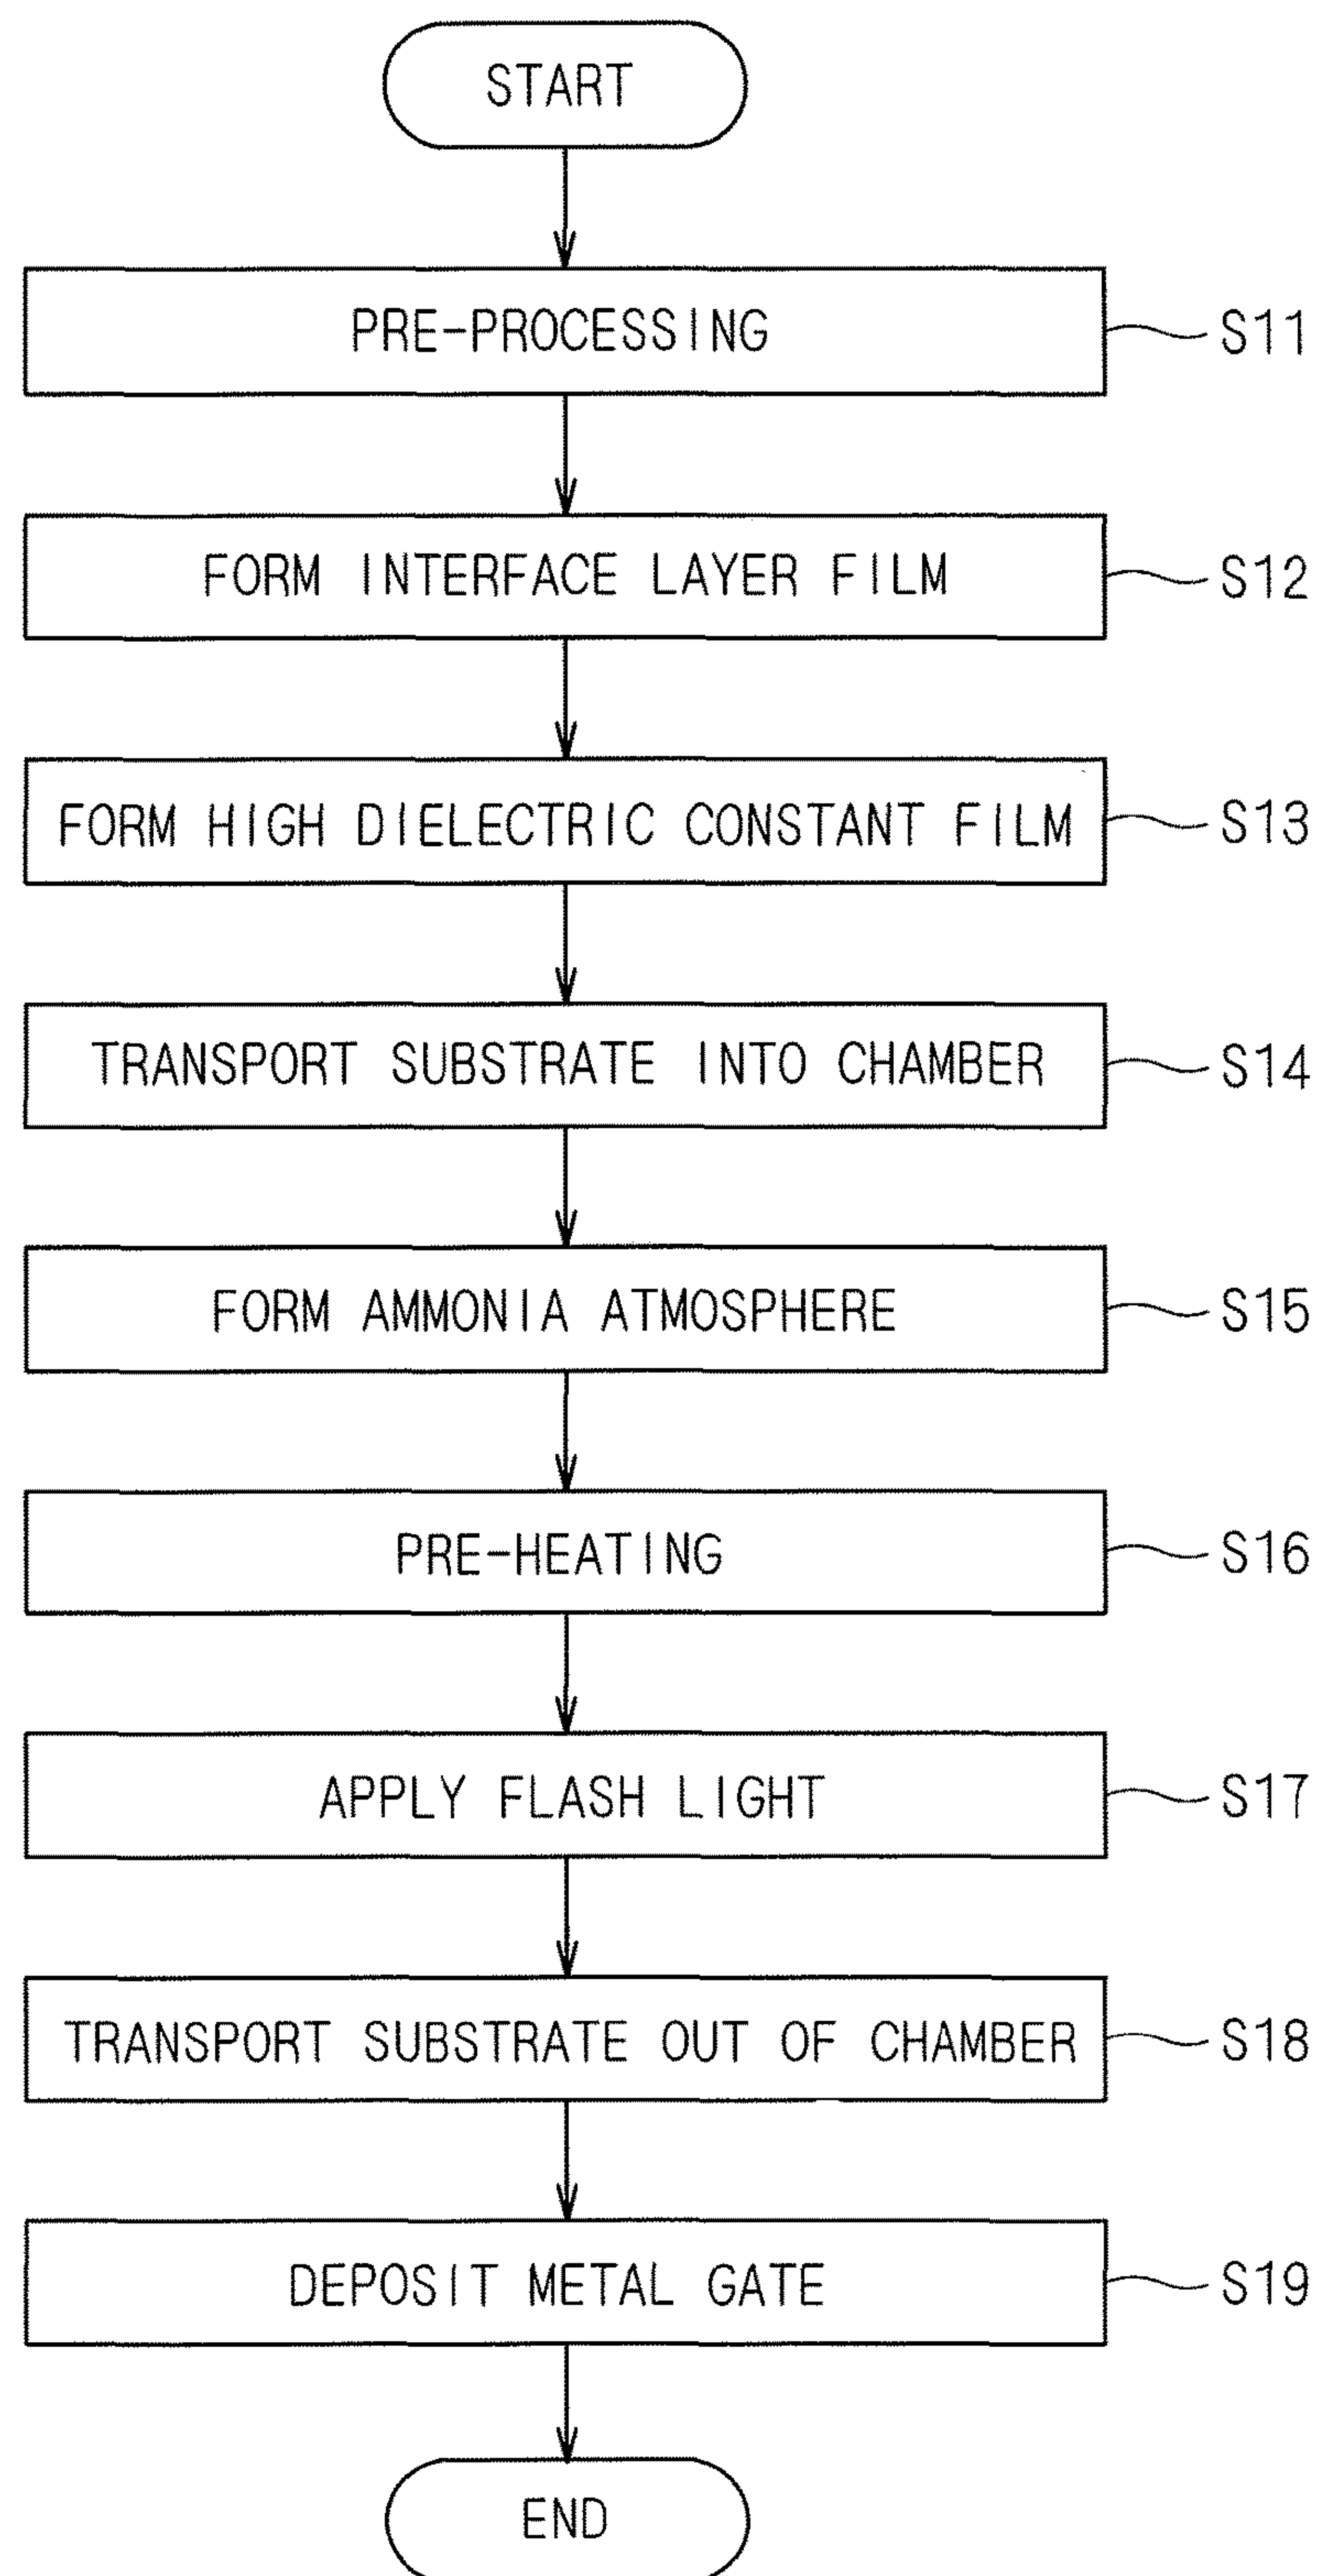 START
PRE-PROCESSING
S11
FORM INTERFACE LAYER FILM
S12
FORM HIGH DIELECTRIC CONSTANT FILM
S13
TRANSPORT SUBSTRATE INTO CHAMBER
S14
FORM AMMONIA ATMOSPHERE
S15
PRE-HEATING
S16
APPLY FLASH LIGHT
S17
TRANSPORT SUBSTRATE OUT OF CHAMBER
S18
DEPOSIT METAL GATE
S19
END